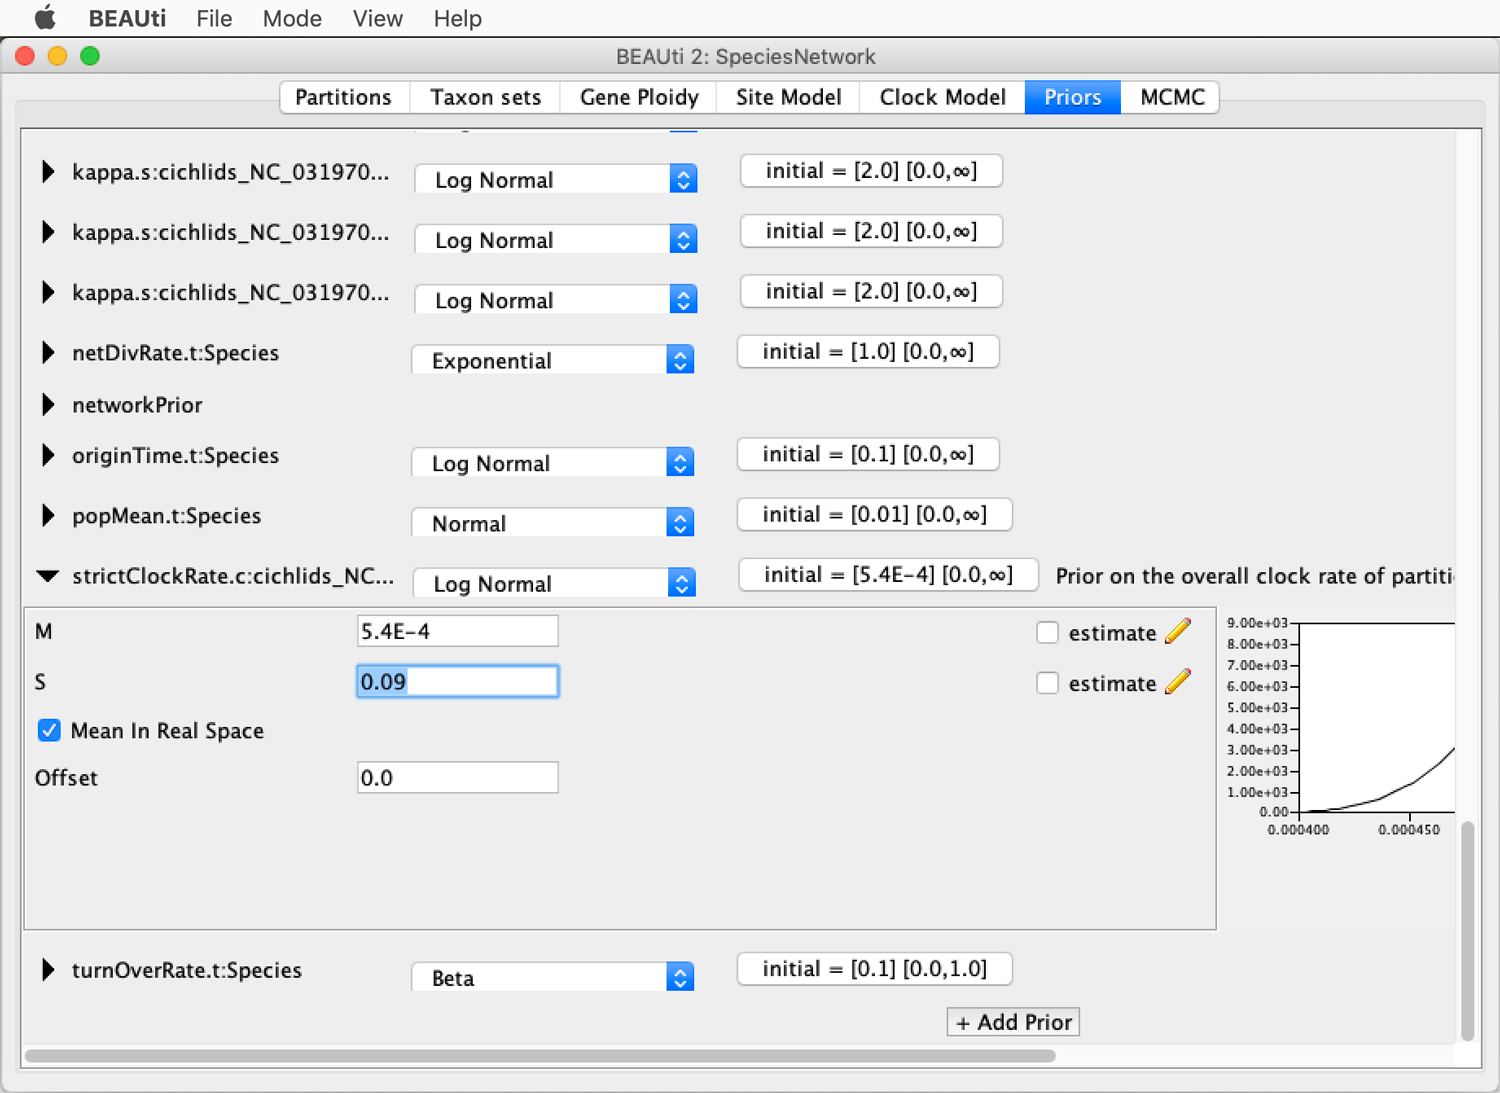 BEAUti File Mode View Help
BEAUti 2: SpeciesNetwork
Partitions Taxon sets Gene Ploidy Site Model Clock Model Priors MCMC
kappa.s:cichlids_NC_031970... Log Normal initial = [2.0] [0.0,∞]
kappa.s:cichlids_NC_031970... Log Normal initial = [2.0] [0.0,∞]
kappa.s:cichlids_NC_031970... Log Normal initial = [2.0] [0.0,∞]
netDivRate.t:Species Exponential initial = [1.0] [0.0,∞]
networkPrior
originTime.t:Species Log Normal initial = [0.1] [0.0,∞]
popMean.t:Species Normal initial = [0.01] [0.0,∞]
strictClockRate.c:cichlids_NC... Log Normal initial = [5.4E-4] [0.0,∞] Prior on the overall clock rate of partiti
M 5.4E-4 estimate
S 0.09 estimate
Mean In Real Space
Offset 0.0
9.00e+03
8.00e+03
7.00e+03
6.00e+03
5.00e+03
4.00e+03
3.00e+03
2.00e+03
1.00e+03
0.00
0.000400 0.000450
turnOverRate.t:Species Beta initial = [0.1] [0.0,1.0]
+ Add Prior